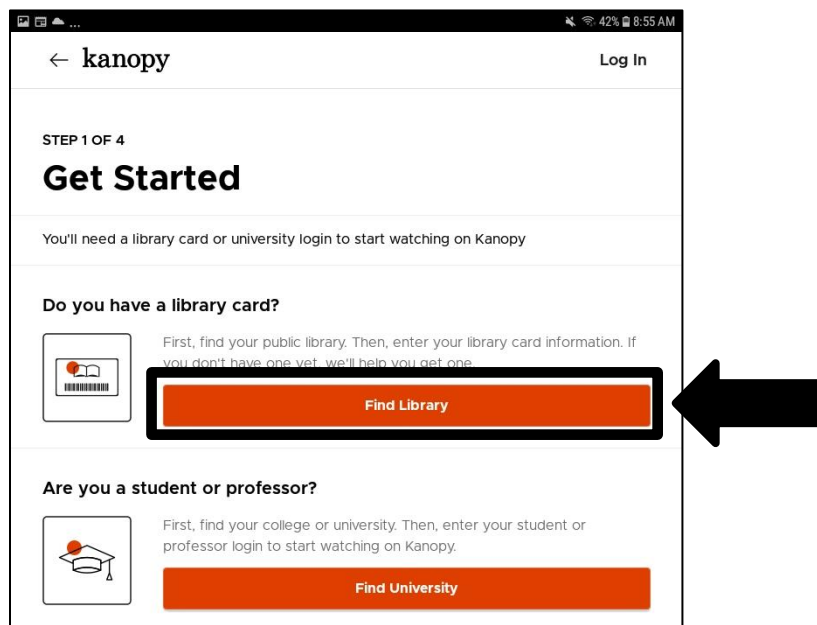 ... 42% 8:55 AM
← kanopy Log In
STEP 1 OF 4
Get Started
You'll need a library card or university login to start watching on Kanopy
Do you have a library card?
First, find your public library. Then, enter your library card information. If
you don't have one yet, we'll help you get one.
Find Library
Are you a student or professor?
First, find your college or university. Then, enter your student or
professor login to start watching on Kanopy.
Find University